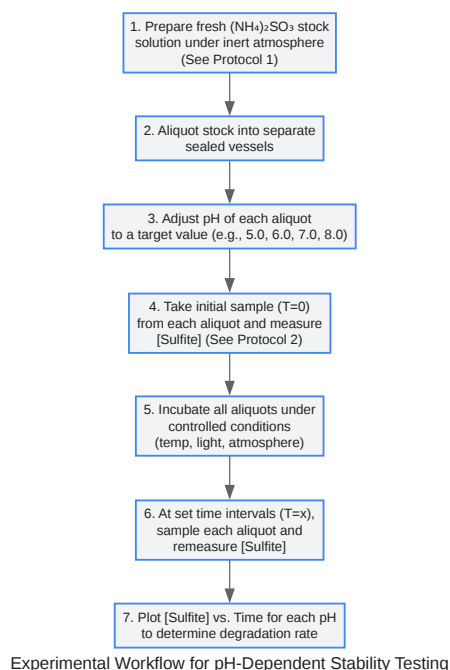 1. Prepare fresh (NH₄)₂SO₃ stock
solution under inert atmosphere
(See Protocol 1)
2. Aliquot stock into separate
sealed vessels
3. Adjust pH of each aliquot
to a target value (e.g., 5.0, 6.0, 7.0, 8.0)
4. Take initial sample (T=0)
from each aliquot and measure
[Sulfite] (See Protocol 2)
5. Incubate all aliquots under
controlled conditions
(temp, light, atmosphere)
6. At set time intervals (T=x),
sample each aliquot and
remeasure [Sulfite]
7. Plot [Sulfite] vs. Time for each pH
to determine degradation rate
Experimental Workflow for pH-Dependent Stability Testing